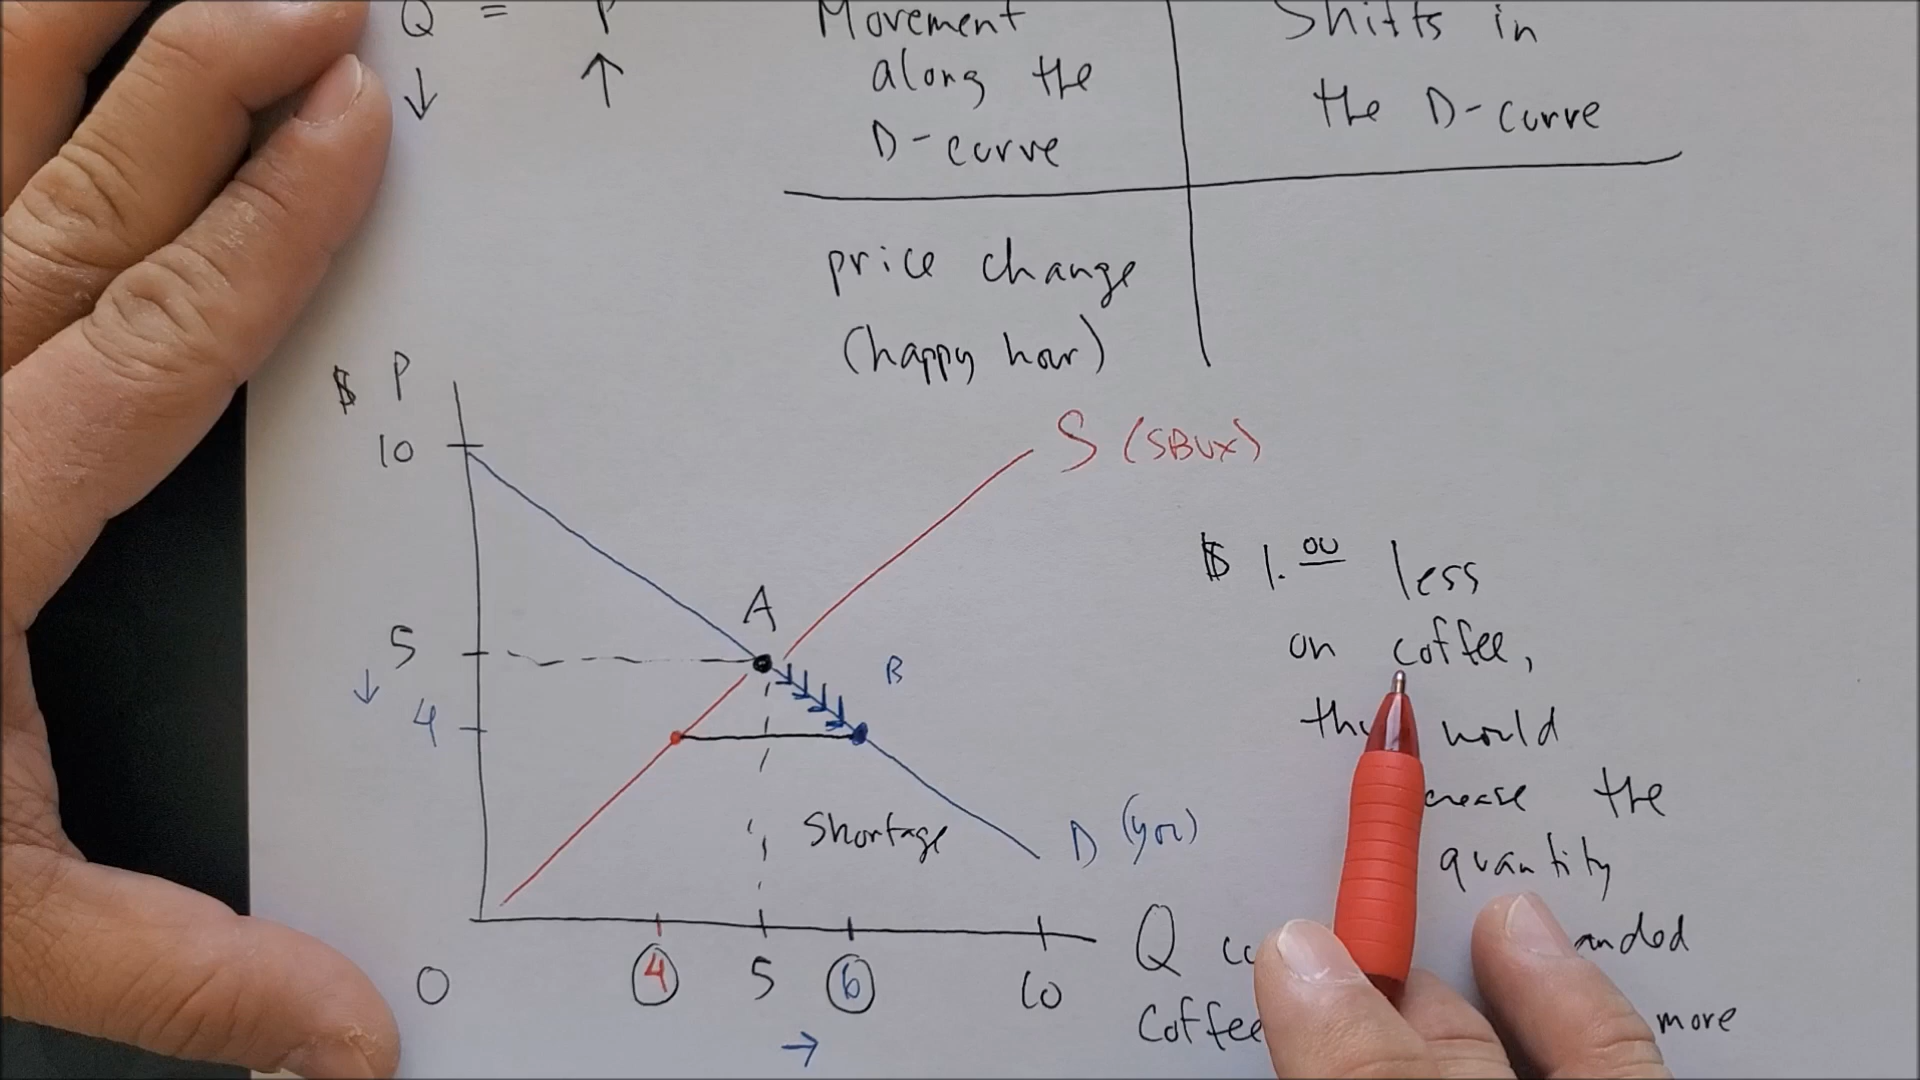 Q = P
↓ ↑
Movement
along the
D-curve
Shifts in
the D-curve
price change
(happy hour)
$ P
10
S (SBUX)
A
5
B
↓
4
Shortage
D (you)
0
4
5
6
10
Q
Coffee
→
$ 1.00 less
on coffee,
would
the
quantity
more